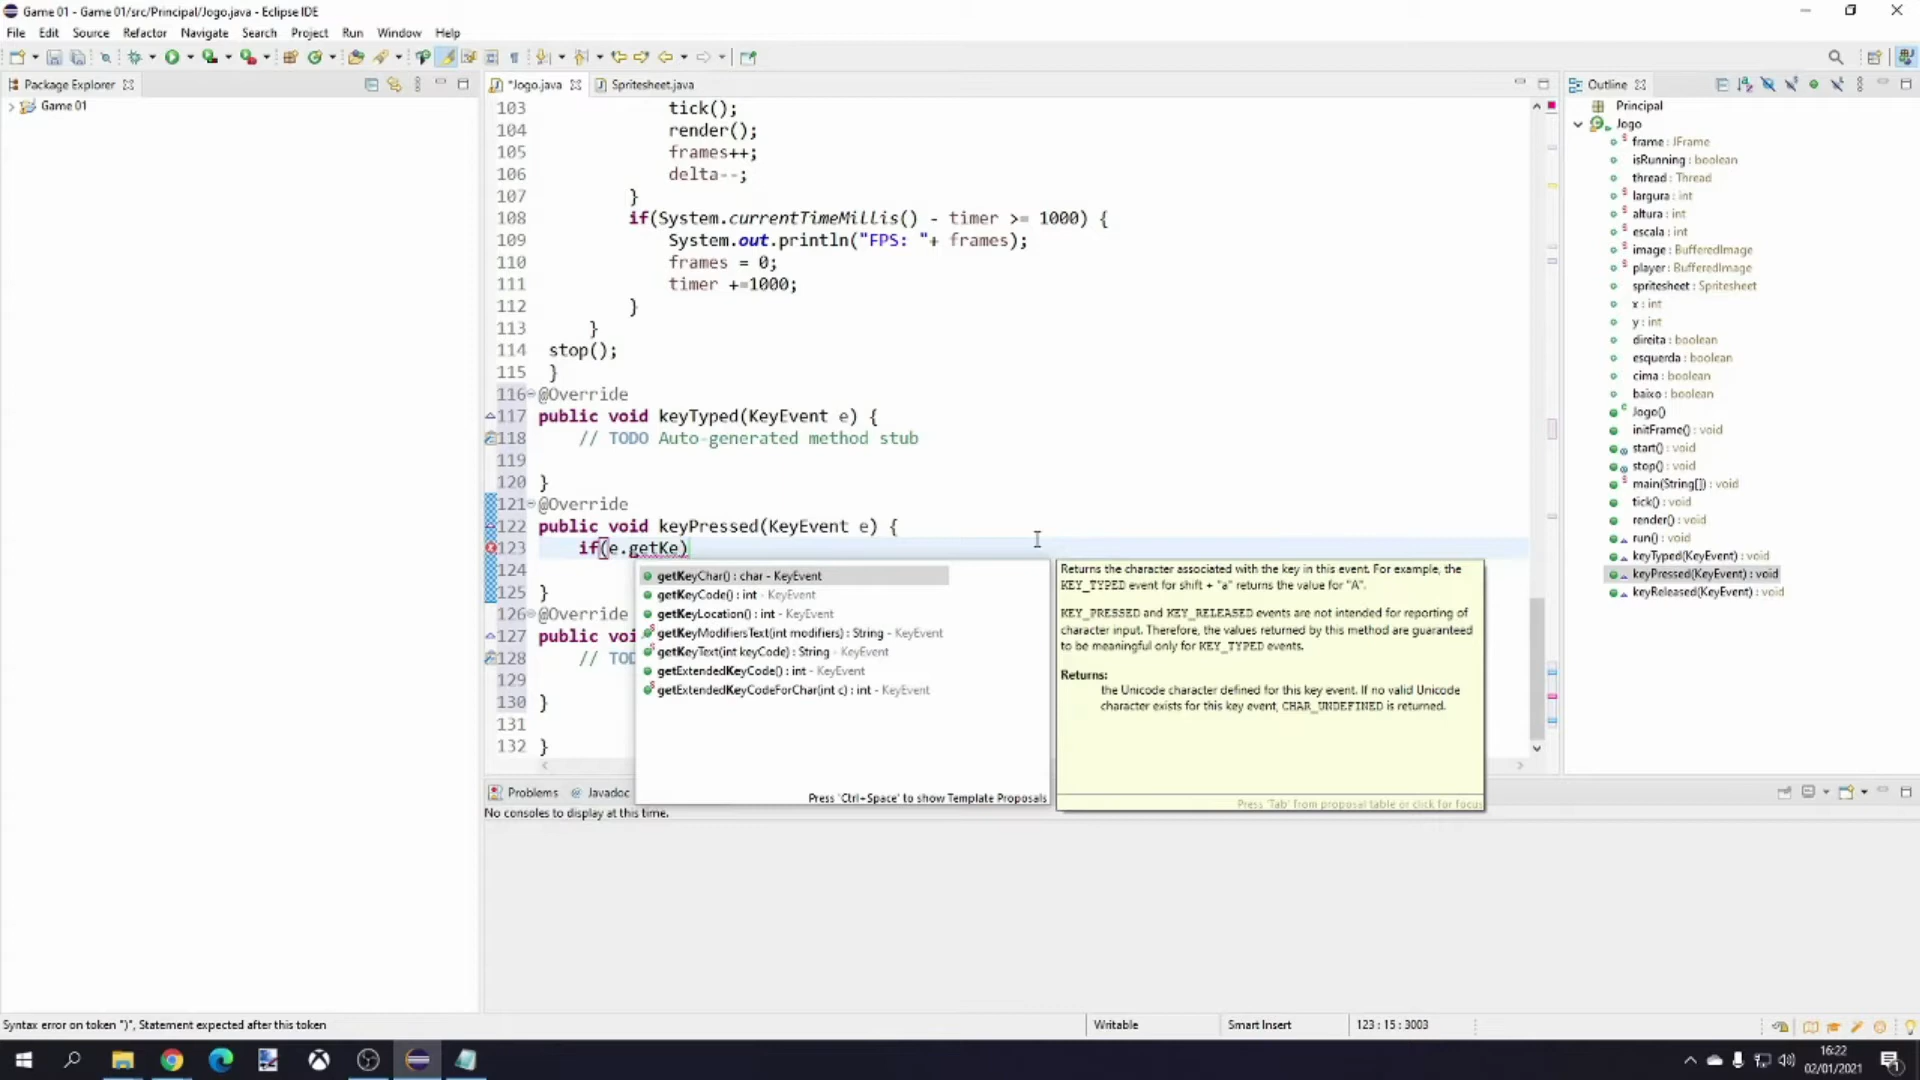 Game 01 - Game 01/src/Principal/Jogo.java - Eclipse IDE
File Edit Source Refactor Navigate Search Project Run Window Help
Package Explorer
Game 01
*Jogo.java
Spritesheet.java
103 tick();
104 render();
105 frames++;
106 delta--;
107 }
108 if(System.currentTimeMillis() - timer >= 1000) {
109 System.out.println("FPS: "+ frames);
110 frames = 0;
111 timer +=1000;
112 }
113 }
114 stop();
115 }
116 @Override
117 public void keyTyped(KeyEvent e) {
118 // TODO Auto-generated method stub
119
120 }
121 @Override
122 public void keyPressed(KeyEvent e) {
123 if(e.getKe)
124
125 }
126 @Override
127 public voi
128 // TOD
129
130 }
131
132 }
getKeyChar() : char - KeyEvent
getKeyCode() : int - KeyEvent
getKeyLocation() : int - KeyEvent
getKeyModifiersText(int modifiers) : String - KeyEvent
getKeyText(int keyCode) : String - KeyEvent
getExtendedKeyCode() : int - KeyEvent
getExtendedKeyCodeForChar(int c) : int - KeyEvent
Press 'Ctrl+Space' to show Template Proposals
Returns the character associated with the key in this event. For example, the
KEY_TYPED event for shift + "a" returns the value for "A".
KEY_PRESSED and KEY_RELEASED events are not intended for reporting of
character input. Therefore, the values returned by this method are guaranteed
to be meaningful only for KEY_TYPED events.
Returns:
the Unicode character defined for this key event. If no valid Unicode
character exists for this key event, CHAR_UNDEFINED is returned.
Press 'Tab' from proposal table or click for focus
Outline
Principal
Jogo
frame : JFrame
isRunning : boolean
thread : Thread
largura : int
altura : int
escala : int
image : BufferedImage
player : BufferedImage
spritesheet : Spritesheet
x : int
y : int
direita : boolean
esquerda : boolean
cima : boolean
baixo : boolean
Jogo()
initFrame() : void
start() : void
stop() : void
main(String[]) : void
tick() : void
render() : void
run() : void
keyTyped(KeyEvent) : void
keyPressed(KeyEvent) : void
keyReleased(KeyEvent) : void
Problems @ Javadoc
No consoles to display at this time.
Syntax error on token ")", Statement expected after this token
Writable
Smart Insert
123 : 15 : 3003
16:22
02/01/2021
1